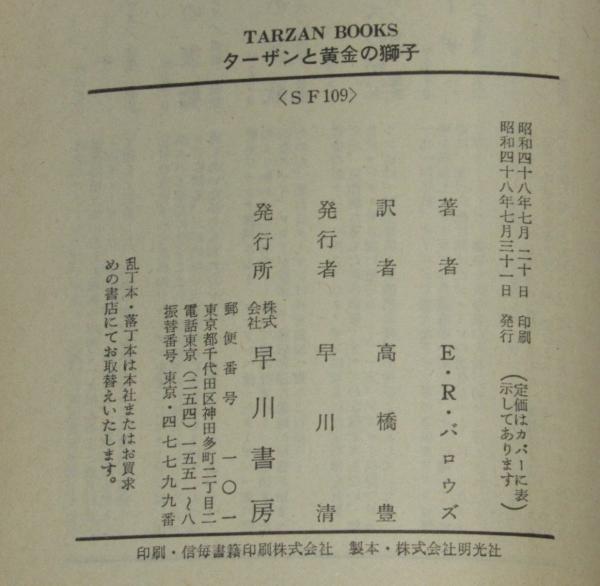 TARZAN BOOKS
ターザンと黄金の獅子
〈ＳＦ109〉
昭和四十八年七月二十日 印刷
昭和四十八年七月三十一日 発行
（定価はカバーに表
示してあります）
著者 Ｅ・Ｒ・バロウズ
訳者 高橋豊
発行者 早川清
発行所 株式会社 早川書房
郵便番号 一〇一
東京都千代田区神田多町二丁目二
電話東京（二五四）一五五一〜八
振替番号 東京・四七七九九番
乱丁本・落丁本は本社またはお買求
めの書店にてお取替えいたします。
印刷・信毎書籍印刷株式会社 製本・株式会社明光社